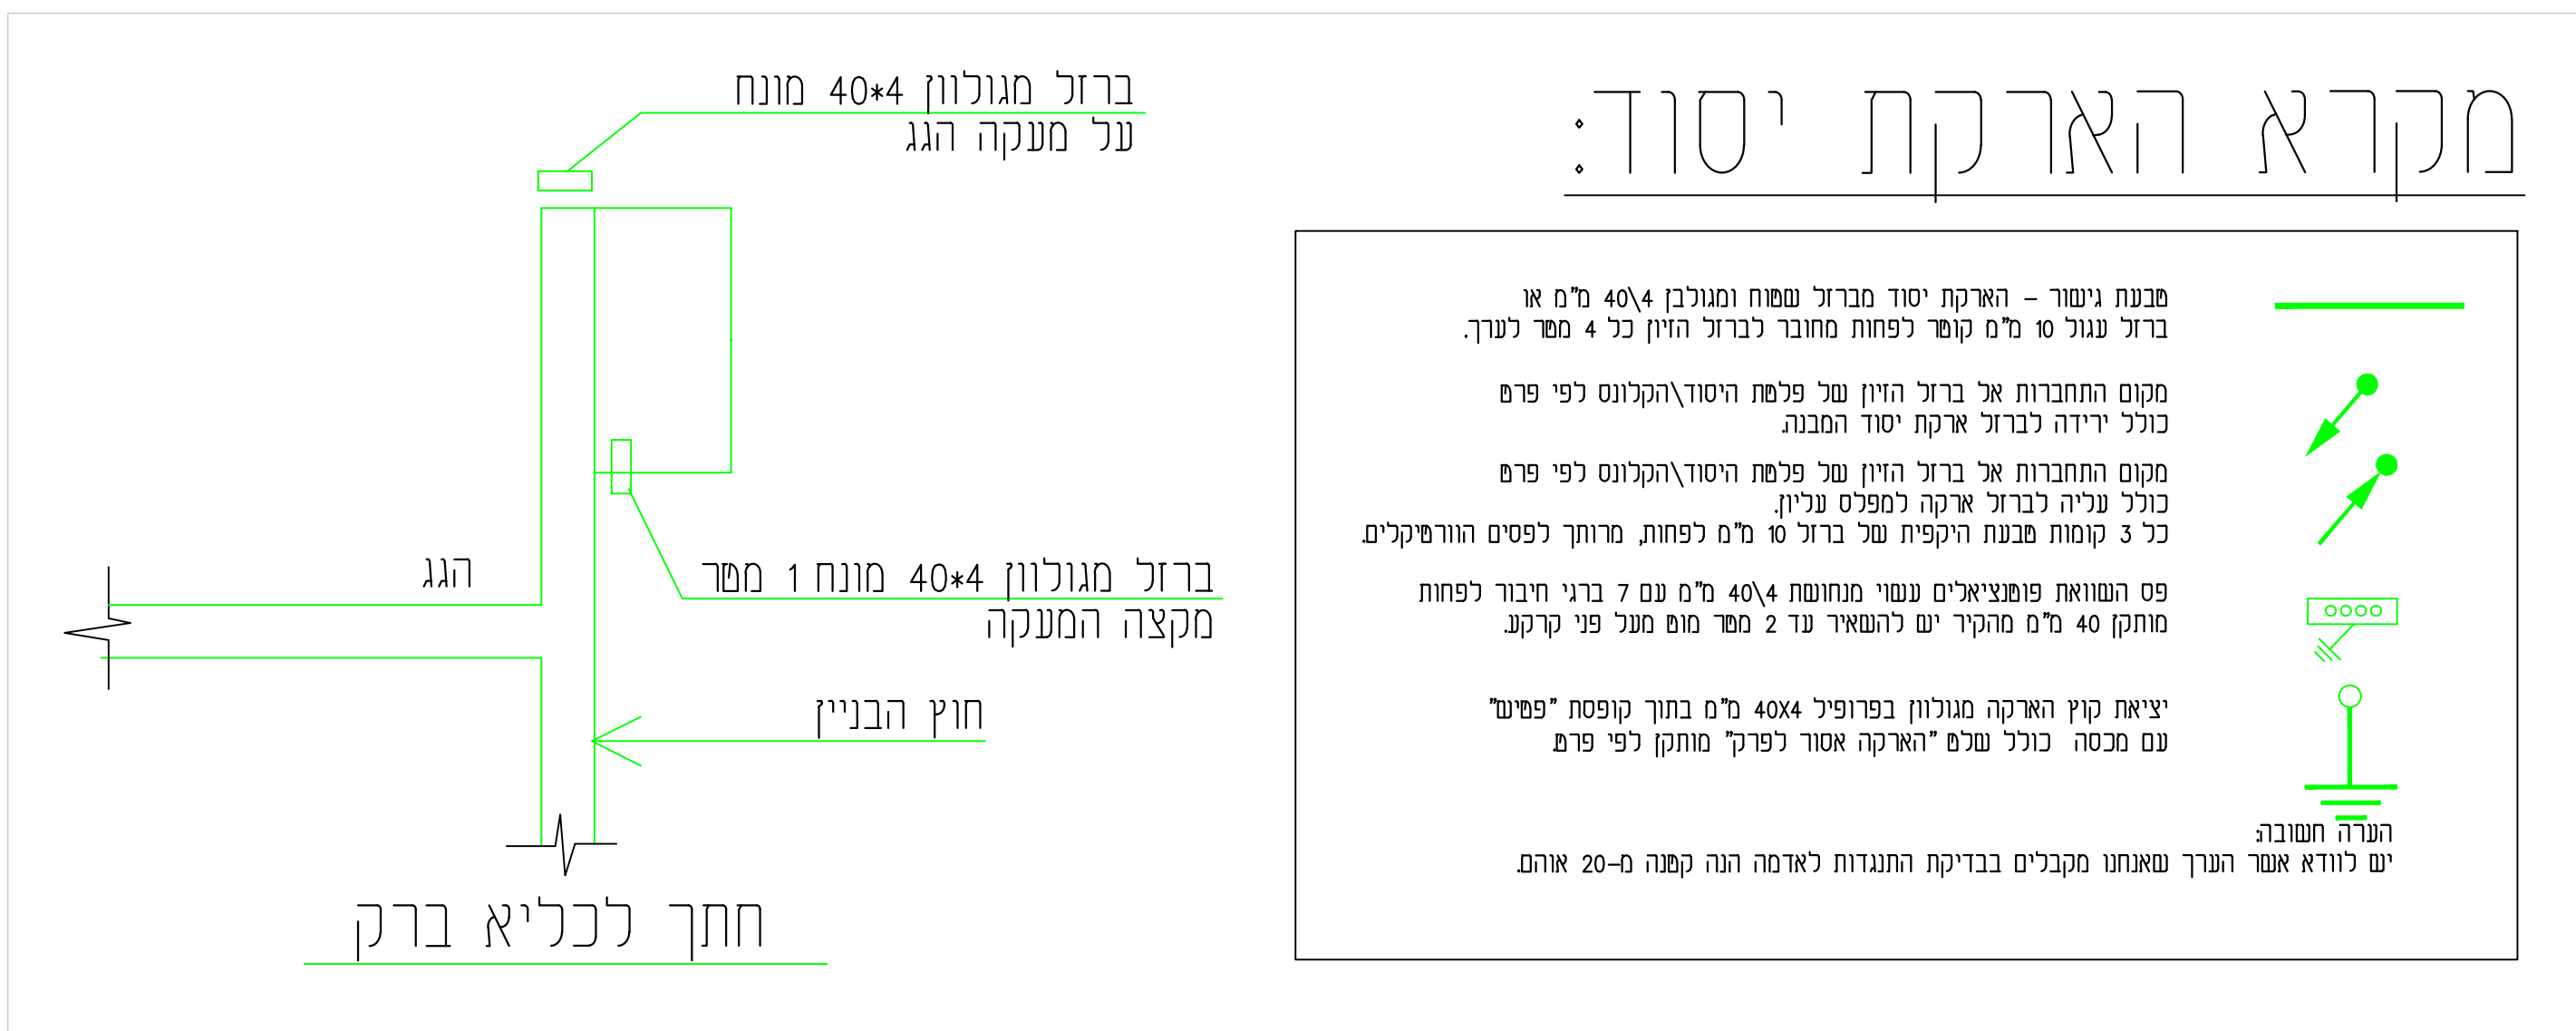 מקרא הארקת יסוד:
טבעת גישור – הארקת יסוד מברזל שטוח ומגולבן 40\4 מ"מ או
ברזל עגול 10 מ"מ קוטר לפחות מחובר לברזל הזיון כל 4 מטר לערך.
מקום התחברות אל ברזל הזיון של פלטת היסוד\הקלונס לפי פרט
כולל ירידה לברזל ארקת יסוד המבנה.
מקום התחברות אל ברזל הזיון של פלטת היסוד\הקלונס לפי פרט
כולל עליה לברזל ארקה למפלס עליון.
כל 3 קומות טבעת היקפית של ברזל 10 מ"מ לפחות, מרותך לפסים הוורטיקלים.
פס השוואת פוטנציאלים עשוי מנחושת 40\4 מ"מ עם 7 ברגי חיבור לפחות
מותקן 40 מ"מ מהקיר יש להשאיר עד 2 מטר מוט מעל פני קרקע.
יציאת קוץ הארקה מגולוון בפרופיל 40X4 מ"מ בתוך קופסת "פטיש"
עם מכסה כולל שלט "הארקה אסור לפרק" מותקן לפי פרט.
הערה חשובה:
יש לוודא אשר הערך שאנחנו מקבלים בבדיקת התנגדות לאדמה הנה קטנה מ–20 אוהם.
ברזל מגולוון 40*4 מונח
על מעקה הגג
הגג
ברזל מגולוון 40*4 מונח 1 מטר
מקצה המעקה
חוץ הבניין
חתך לכליא ברק